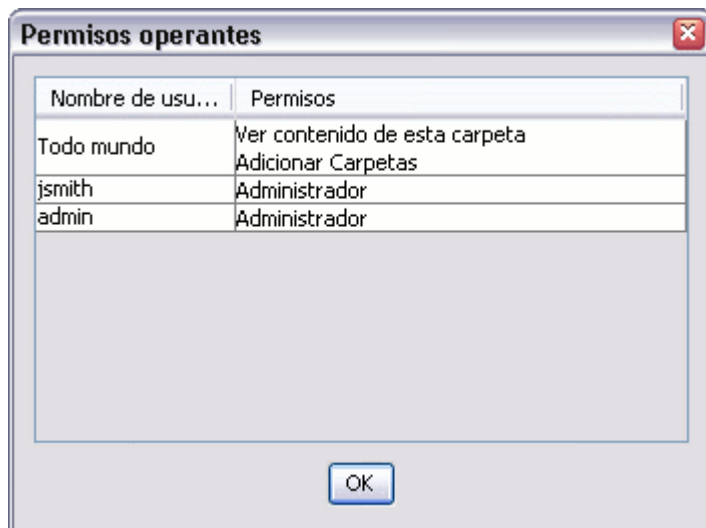 Permisos operantes
Nombre de usu... Permisos
Todo mundo Ver contenido de esta carpeta
Adicionar Carpetas
jsmith Administrador
admin Administrador
OK